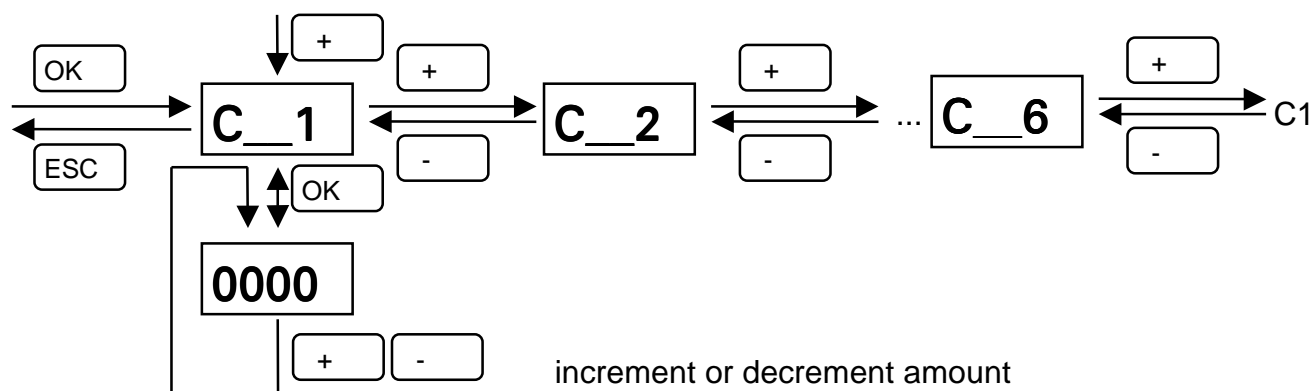 +
OK + + +
C__1 C__2 ... C__6 C1
ESC - - -
OK
0000
+ - increment or decrement amount